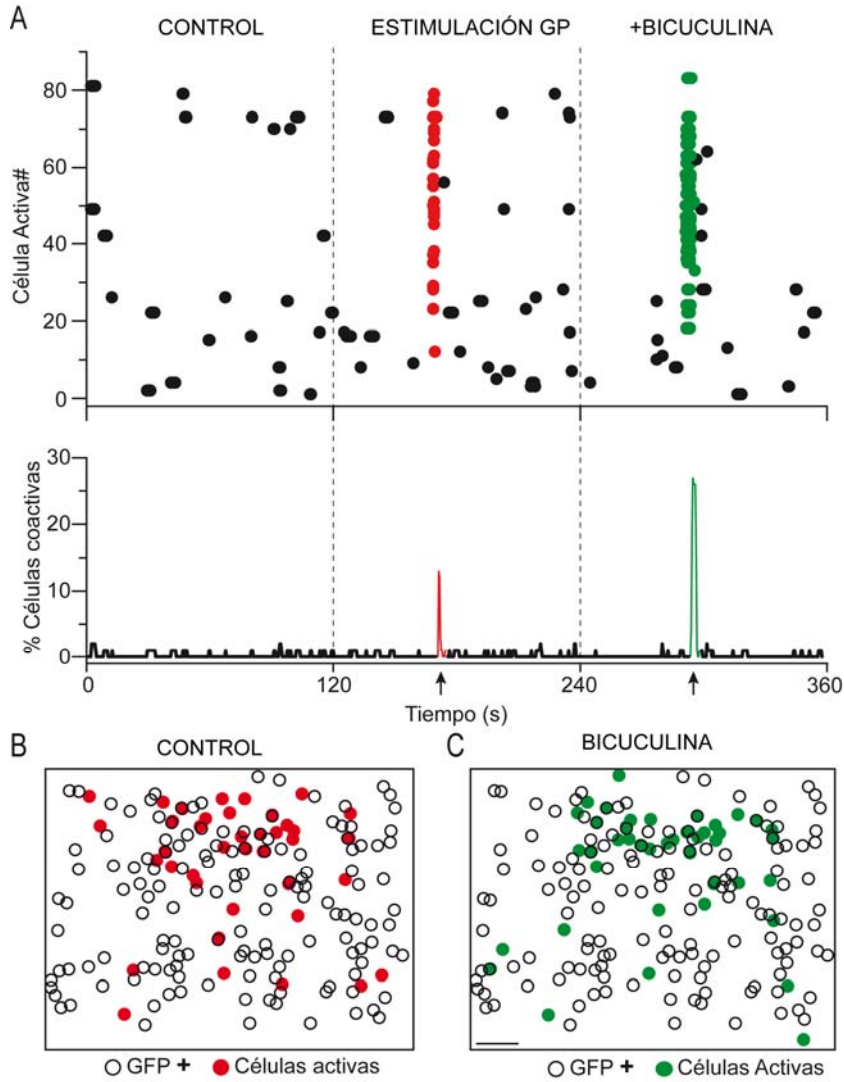 A
CONTROL ESTIMULACIÓN GP +BICUCULINA
Célula Activa#
80
60
40
20
0
% Células coactivas
30
20
10
0
0 120 240 360
Tiempo (s)
B CONTROL
C BICUCULINA
GFP + Células activas
GFP + Células Activas